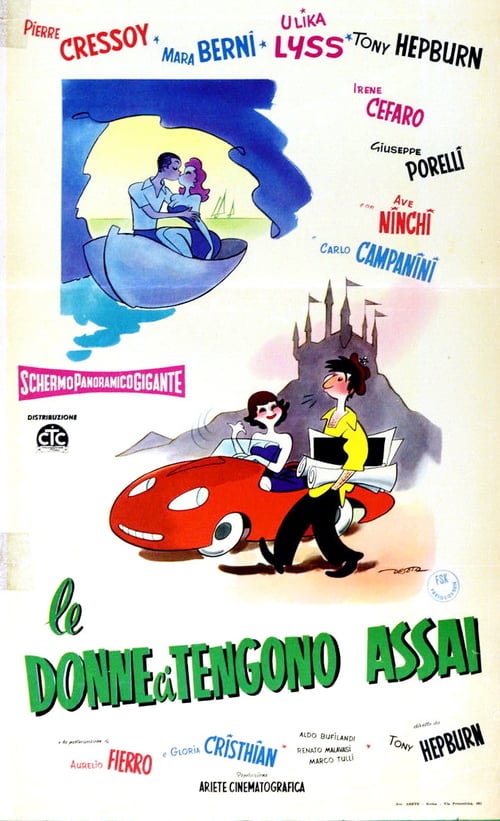 Pierre CRESSOY * Mara BERNI * ULIKA LYSS * TONY HEPBURN
IRENE CEFARO
GIUSEPPE PORELLI
con AVE NINCHI
e CARLO CAMPANINI
SCHERMO PANORAMICO GIGANTE
DISTRIBUZIONE
CTC
FSK
le
DONNE ci TENGONO ASSAI
e la partecipazione di
AURELIO FIERRO
e GLORIA CRISTHIAN *
ALDO BUFILANDI
RENATO MALAVASI *
MARCO TULLI
diretto da
TONY HEPBURN
Produzione
ARIETE CINEMATOGRAFICA